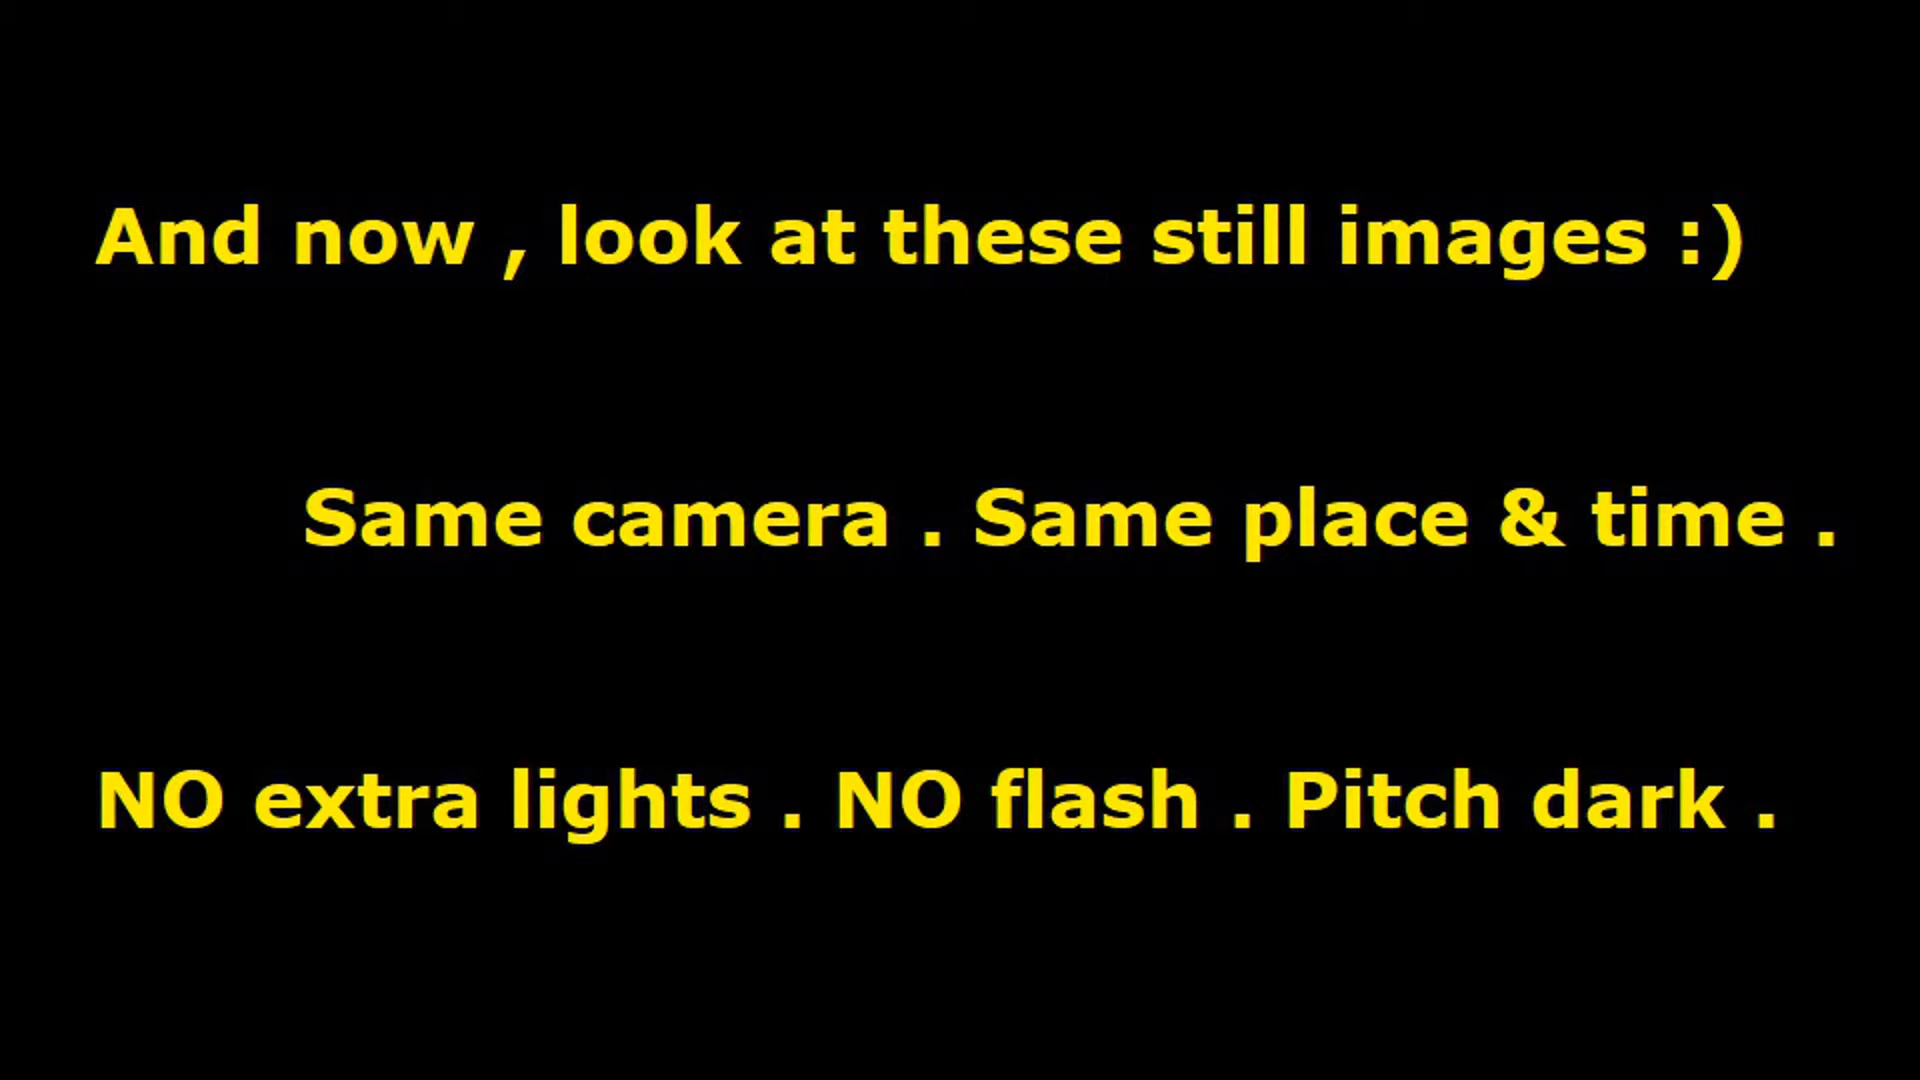 And now , look at these still images :)
Same camera . Same place & time .
NO extra lights . NO flash . Pitch dark .